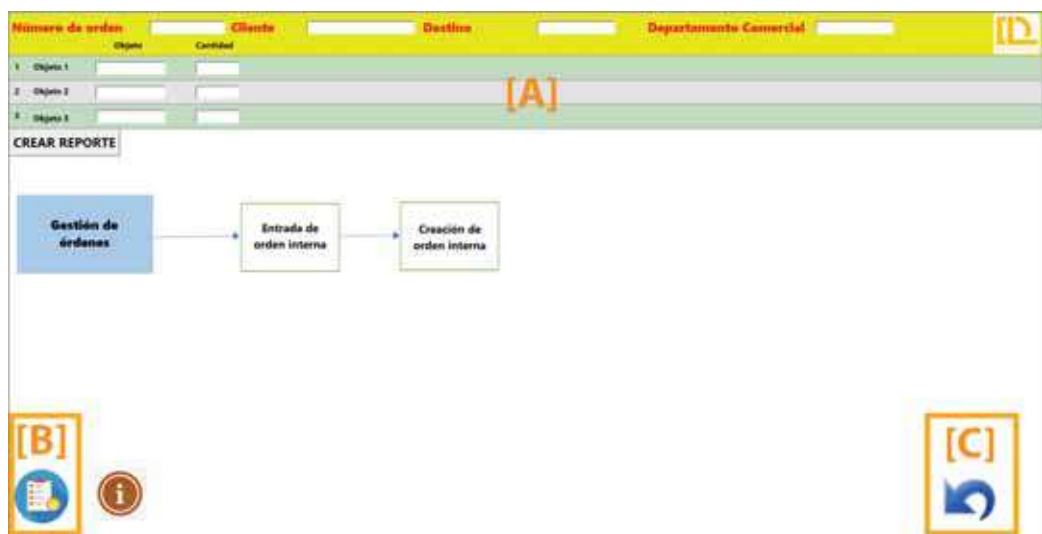 Número de orden Cliente Destino Departamento Comercial [D]
Objeto Cantidad
1 Objeto 1
2 Objeto 2
[A]
3 Objeto 3
CREAR REPORTE
Gestión de
órdenes
Entrada de
orden interna
Creación de
orden interna
[B]
i
[C]